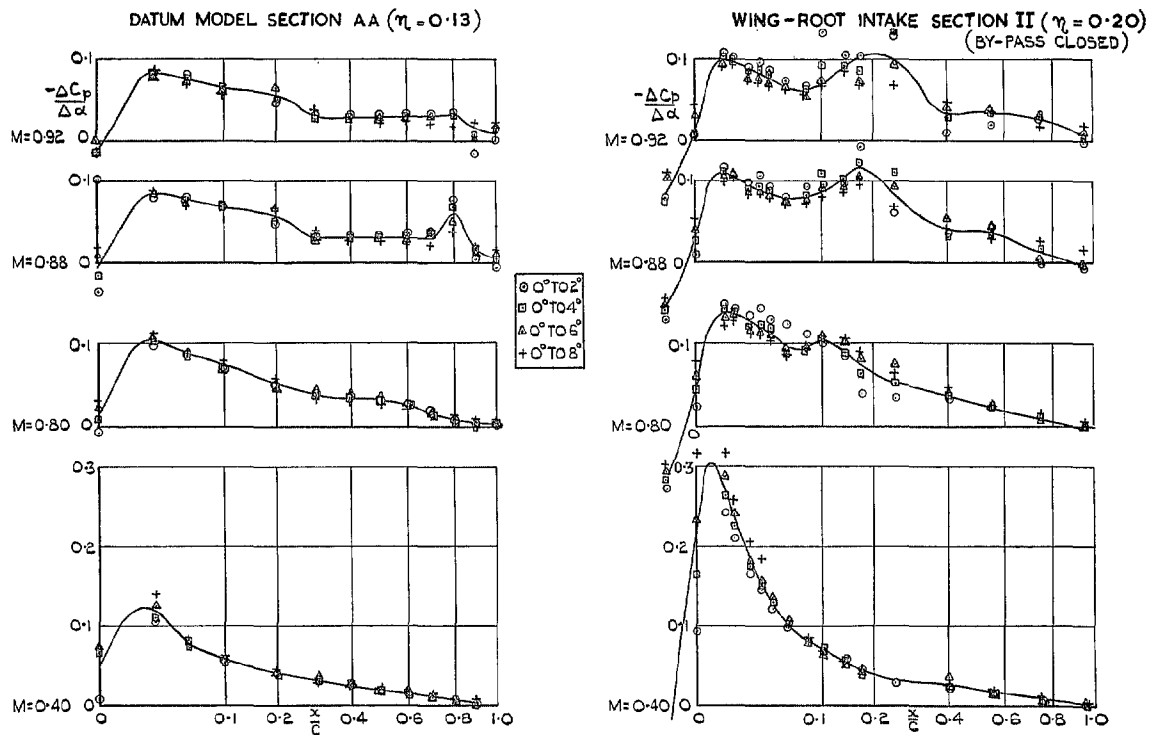 DATUM MODEL SECTION AA (η=0.13)
WING-ROOT INTAKE SECTION II (η=0.20)
(BY-PASS CLOSED)
0.1
-ΔCp
Δα
M=0.92 0
0.1
M=0.88 0
0.1
M=0.80 0
0.3
0.2
0.1
M=0.40
0 0.1 0.2 x/c 0.4 0.6 0.8 1.0
⊙ 0° TO 2°
⊡ 0° TO 4°
△ 0° TO 6°
+ 0° TO 8°
0.1
-ΔCp
Δα
M=0.92 0
0.1
M=0.88 0
0.1
M=0.80 0
0.3
0.2
0.1
M=0.40
0 0.1 0.2 x/c 0.4 0.6 0.8 1.0